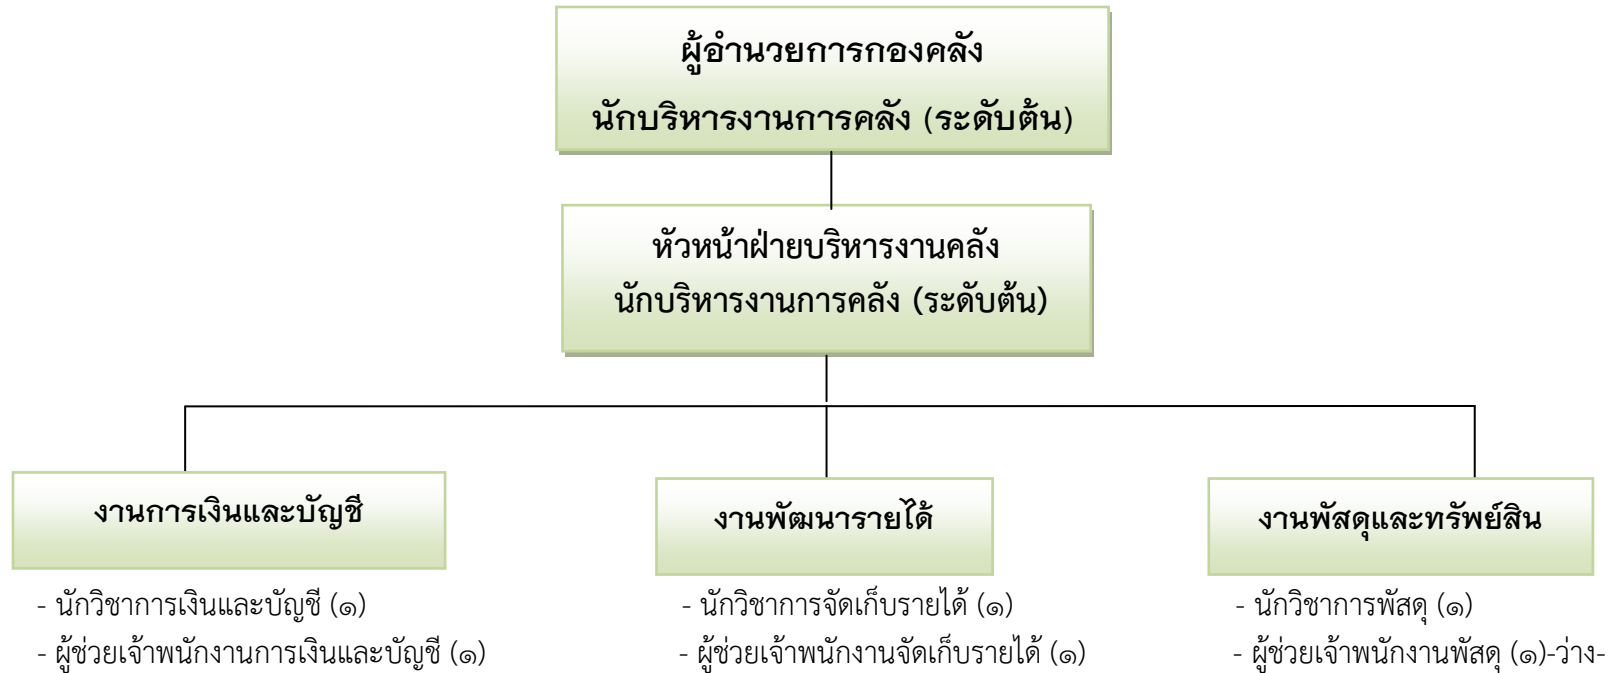 ผู้อำนวยการกองคลัง
นักบริหารงานการคลัง (ระดับต้น)
หัวหน้าฝ่ายบริหารงานคลัง
นักบริหารงานการคลัง (ระดับต้น)
งานการเงินและบัญชี
- นักวิชาการเงินและบัญชี (๑)
- ผู้ช่วยเจ้าพนักงานการเงินและบัญชี (๑)
งานพัฒนารายได้
- นักวิชาการจัดเก็บรายได้ (๑)
- ผู้ช่วยเจ้าพนักงานจัดเก็บรายได้ (๑)
งานพัสดุและทรัพย์สิน
- นักวิชาการพัสดุ (๑)
- ผู้ช่วยเจ้าพนักงานพัสดุ (๑)-ว่าง-